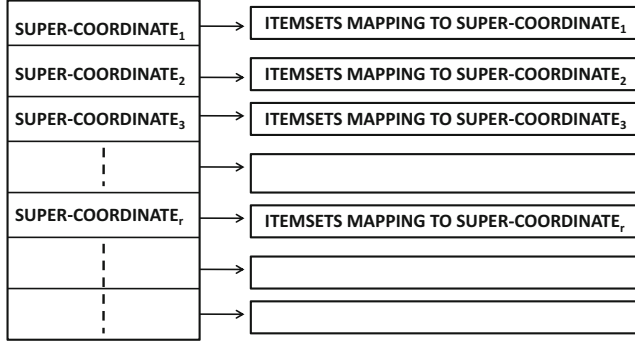 SUPER-COORDINATE₁
ITEMSETS MAPPING TO SUPER-COORDINATE₁
SUPER-COORDINATE₂
ITEMSETS MAPPING TO SUPER-COORDINATE₂
SUPER-COORDINATE₃
ITEMSETS MAPPING TO SUPER-COORDINATE₃
SUPER-COORDINATEᵣ
ITEMSETS MAPPING TO SUPER-COORDINATEᵣ